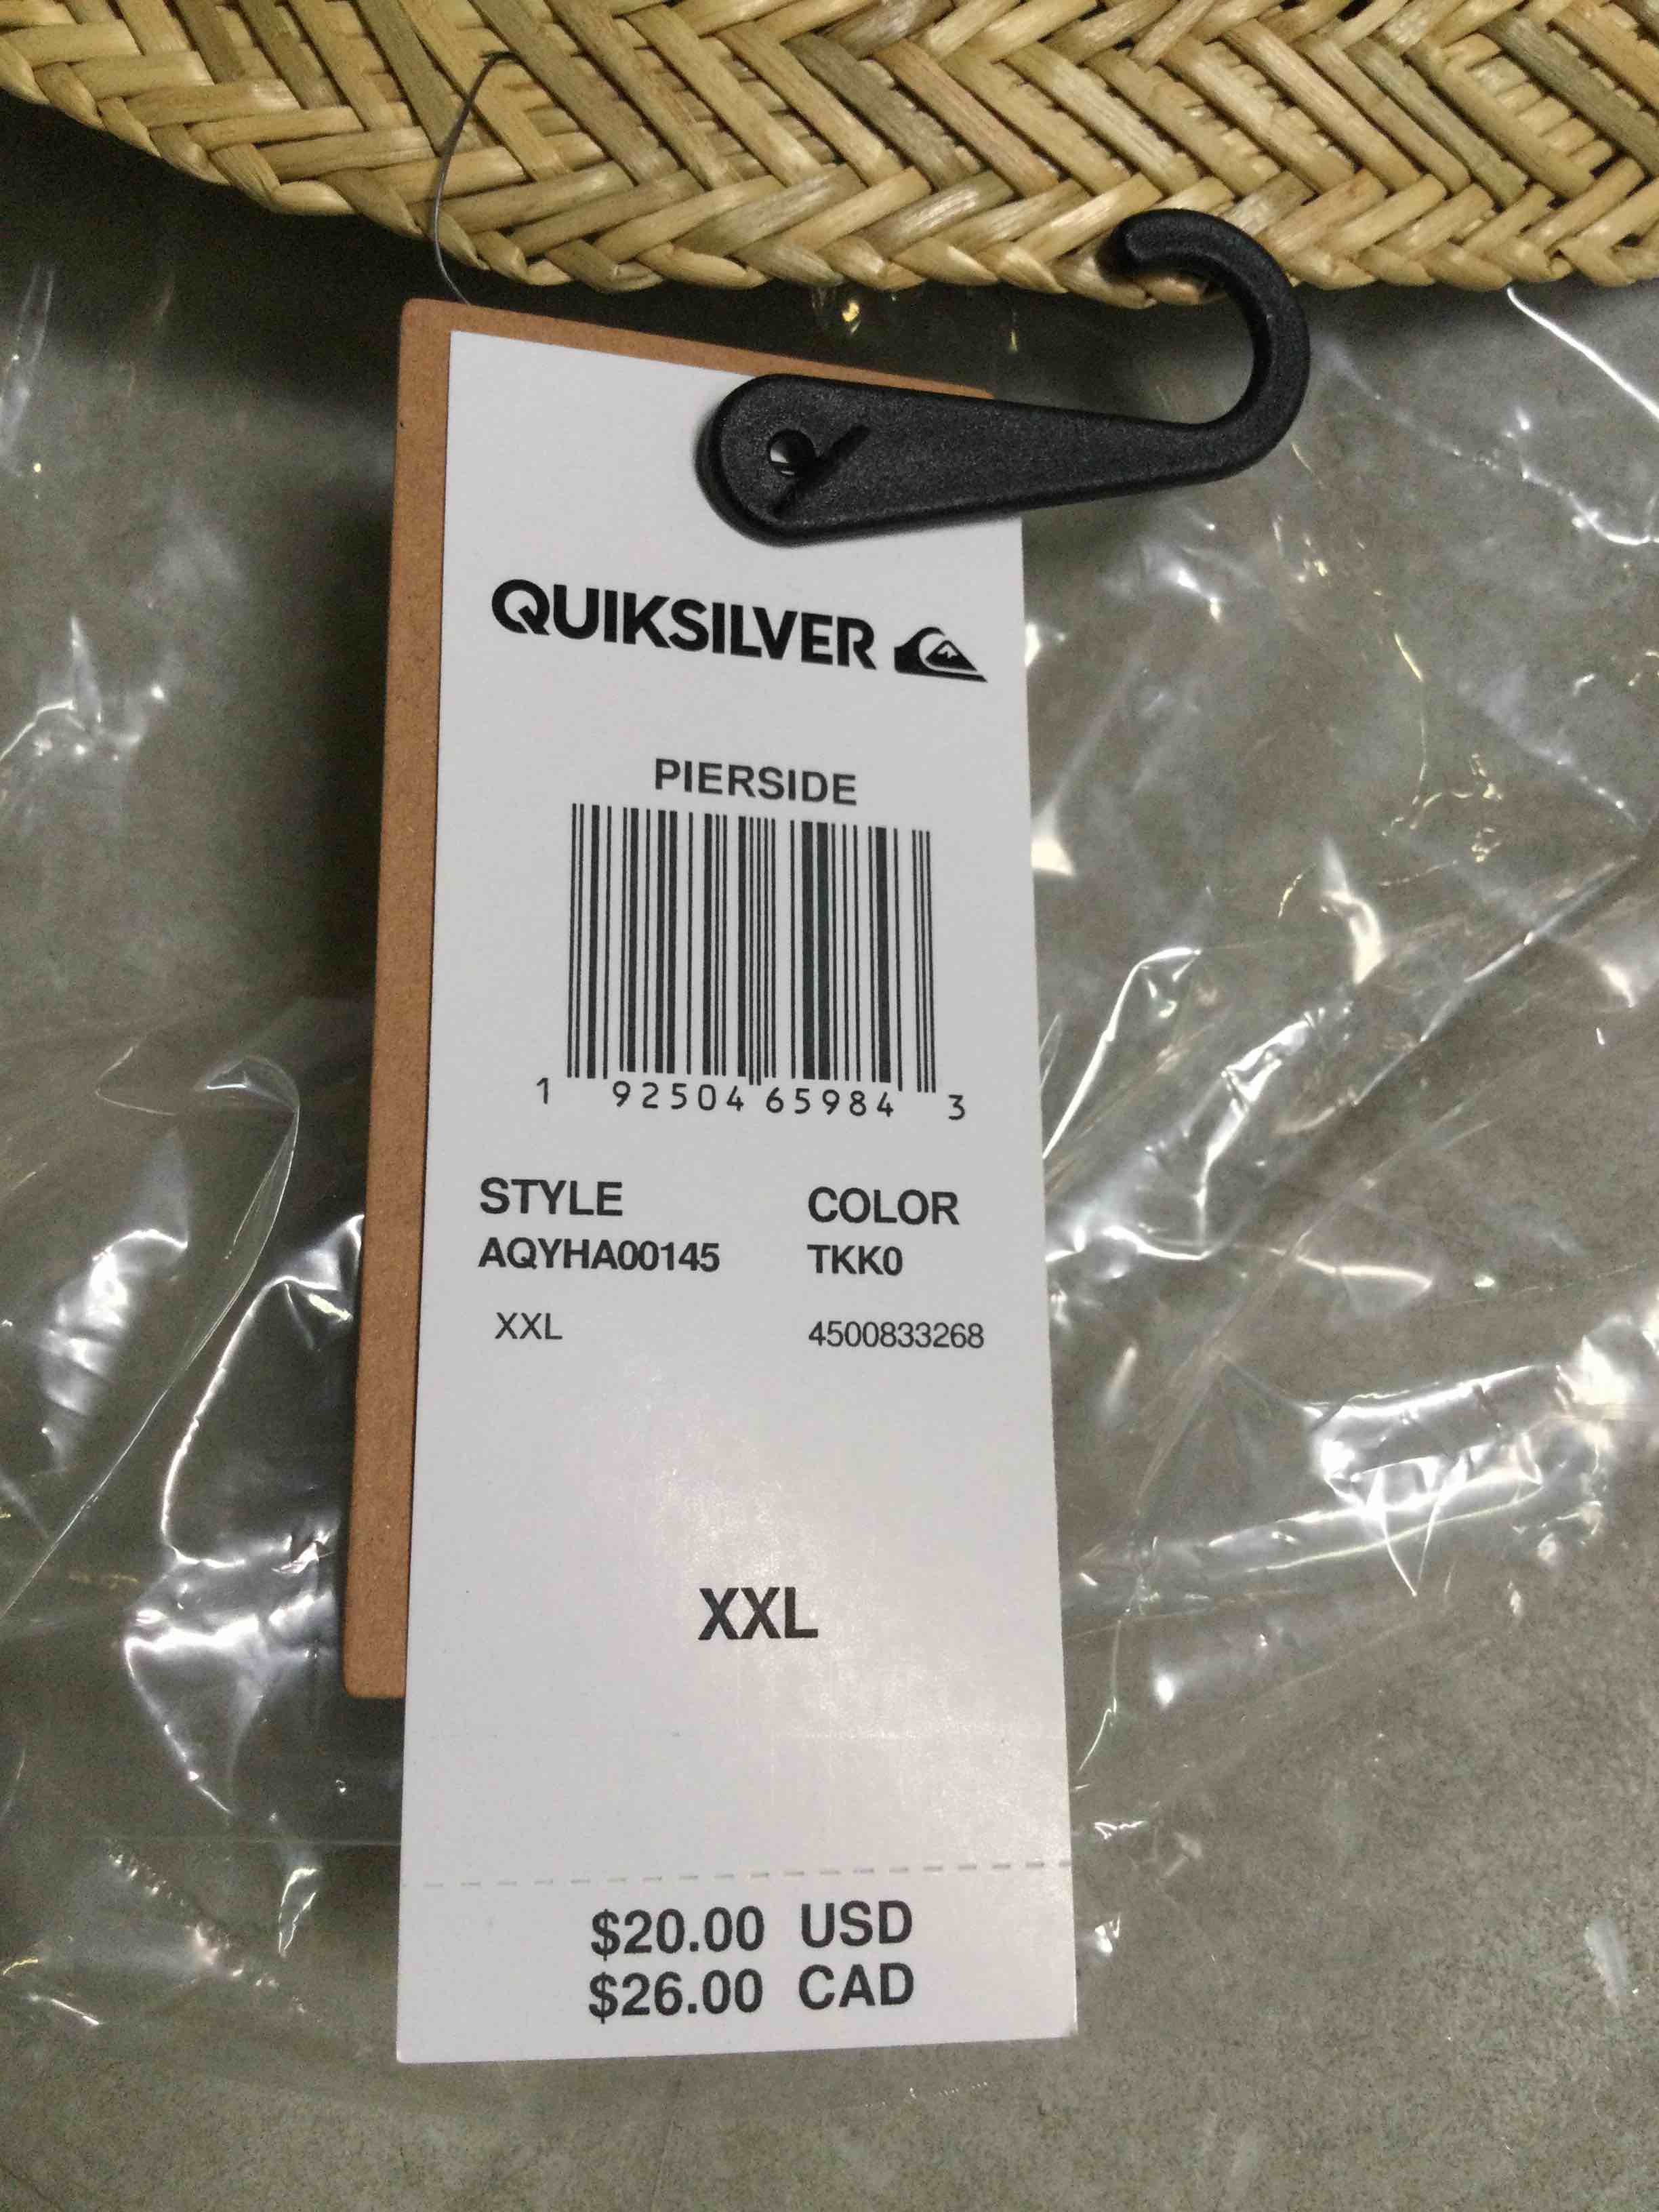 QUIKSILVER
PIERSIDE
1 92504 65984 3
STYLE COLOR
AQYHA00145 TKK0
XXL 4500833268
XXL
$20.00 USD
$26.00 CAD